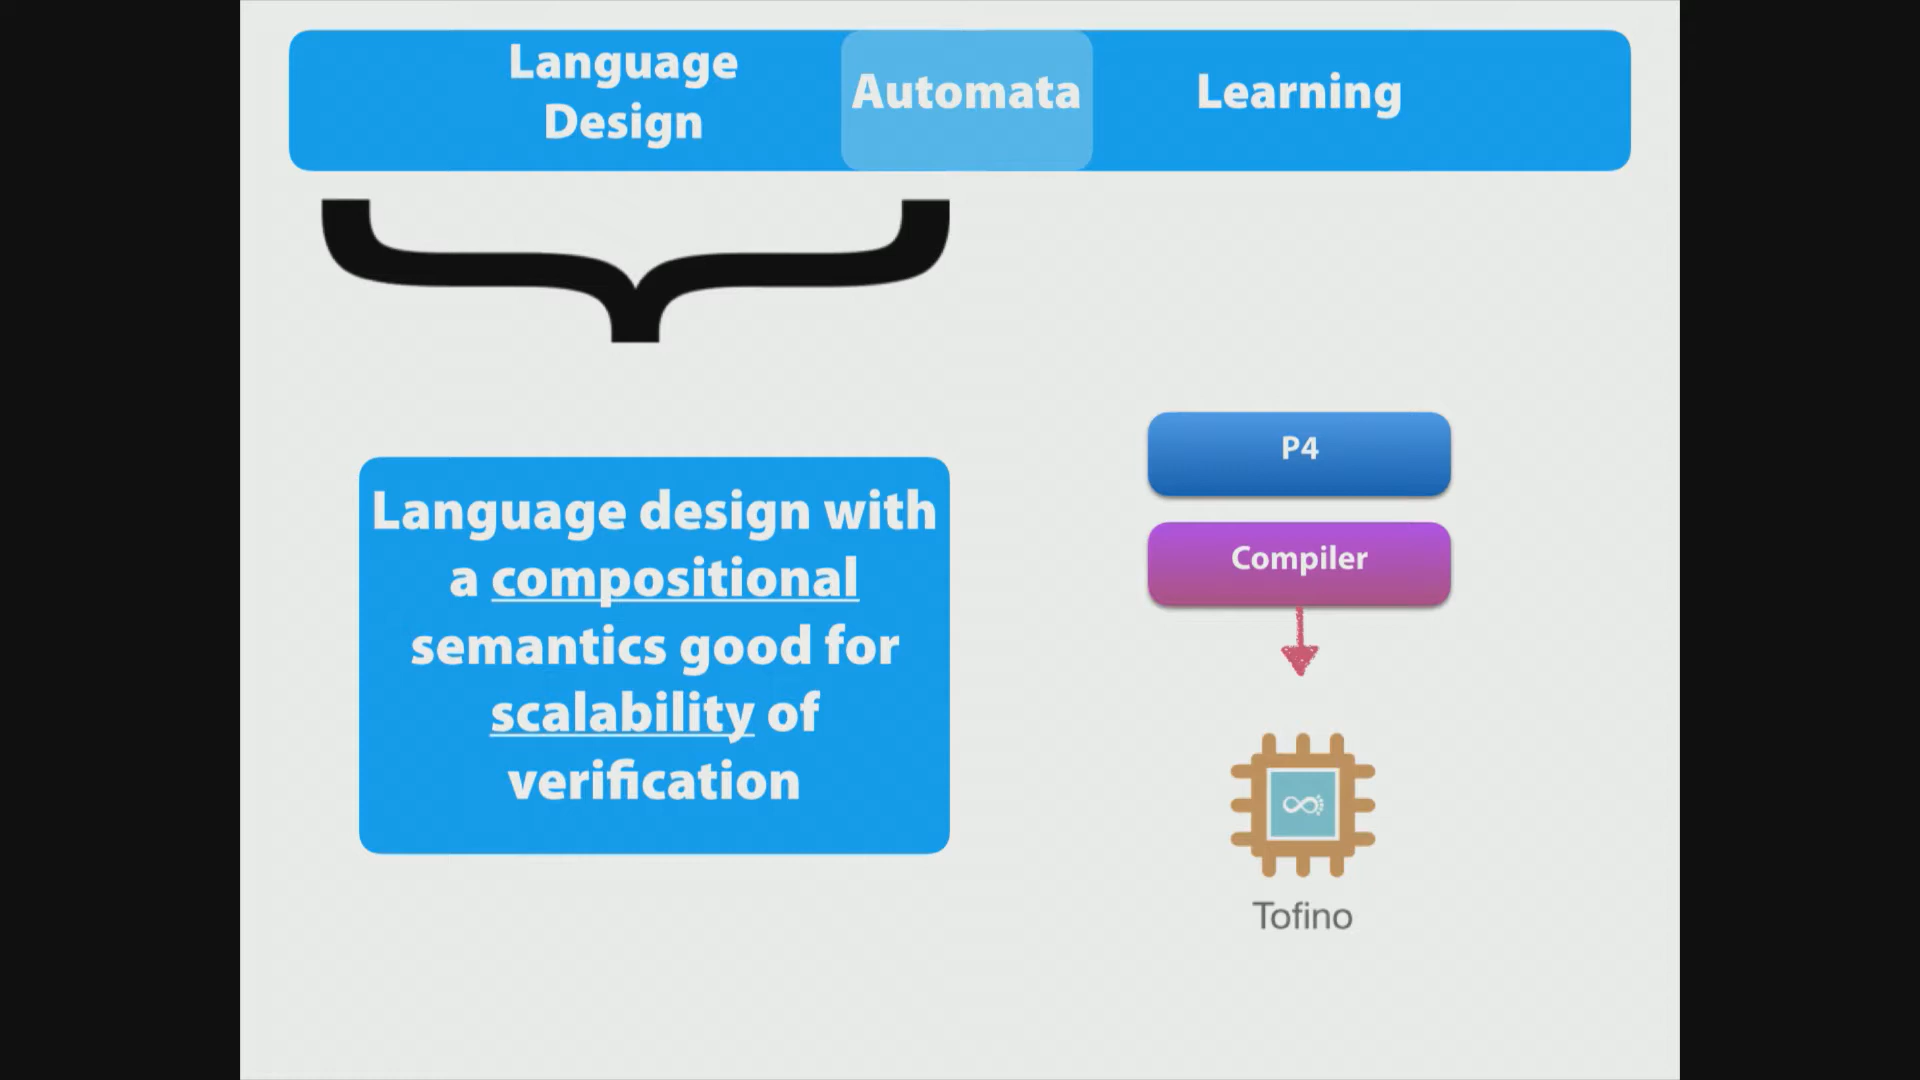 Language
Design
Automata
Learning
Language design with
a compositional
semantics good for
scalability of
verification
P4
Compiler
Tofino